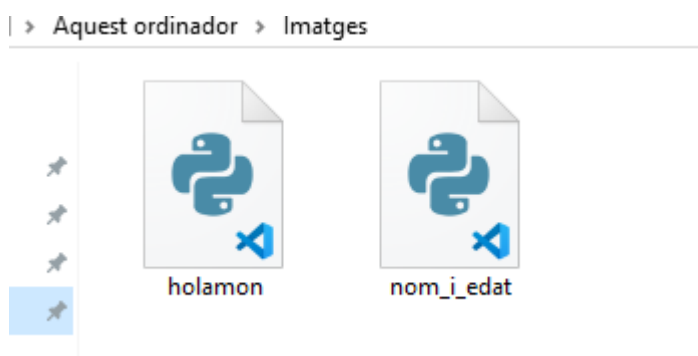 > Aquest ordinador > Imatges
holamon
nom_i_edat